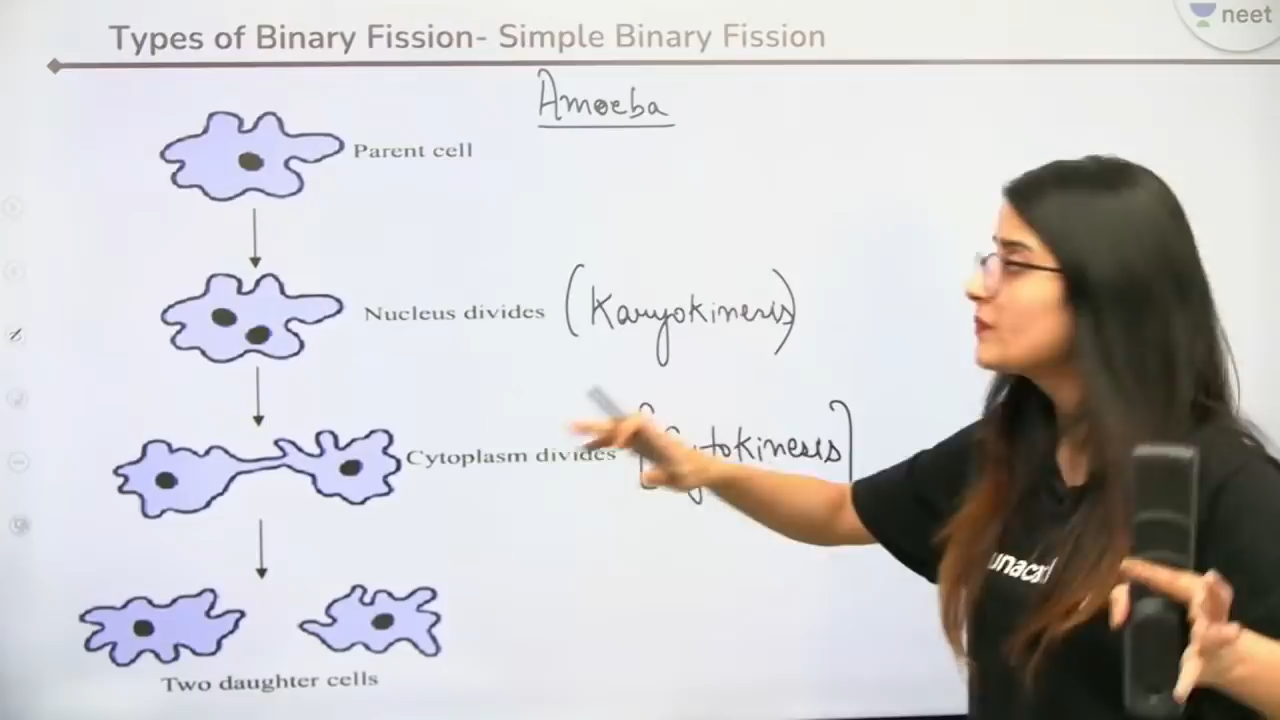 neet
Types of Binary Fission- Simple Binary Fission
Amoeba
Parent cell
Nucleus divides (Karyokinesis)
Cytoplasm divides [Cytokinesis]
Two daughter cells